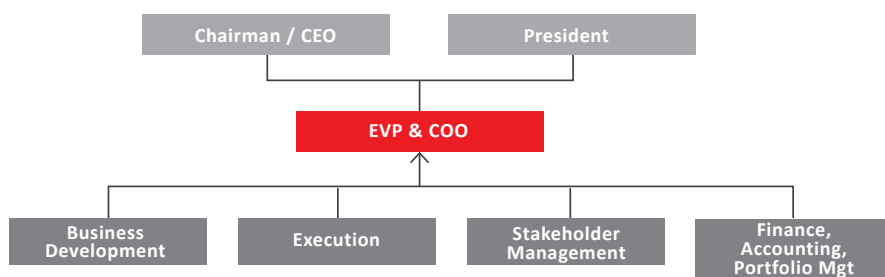 Chairman / CEO
President
EVP & COO
Business
Development
Execution
Stakeholder
Management
Finance,
Accounting,
Portfolio Mgt